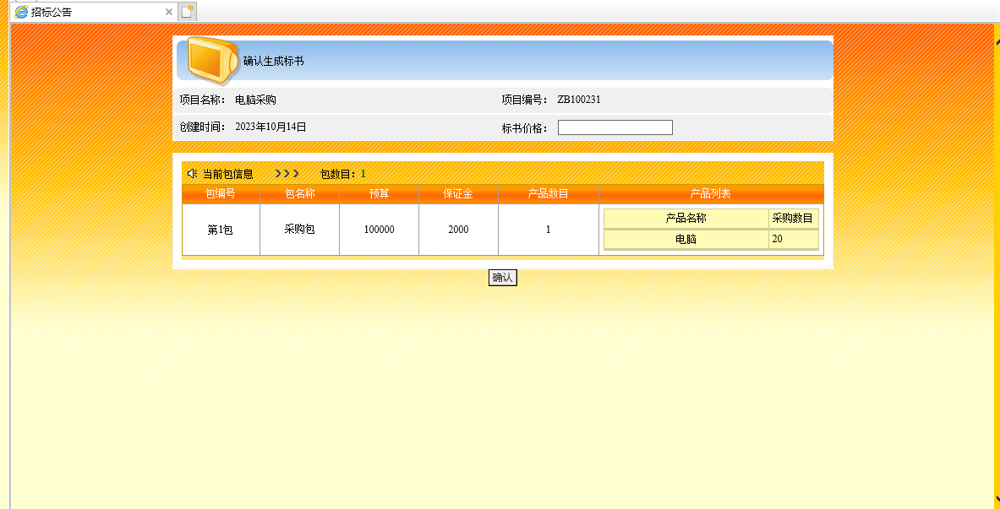 招标公告
确认生成标书
项目名称： 电脑采购 项目编号： ZB100231
创建时间： 2023年10月14日 标书价格：
当前包信息 >>> 包数目：1
包编号 包名称 预算 保证金 产品数目 产品列表
产品名称 采购数目
第1包 采购包 100000 2000 1
电脑 20
确认